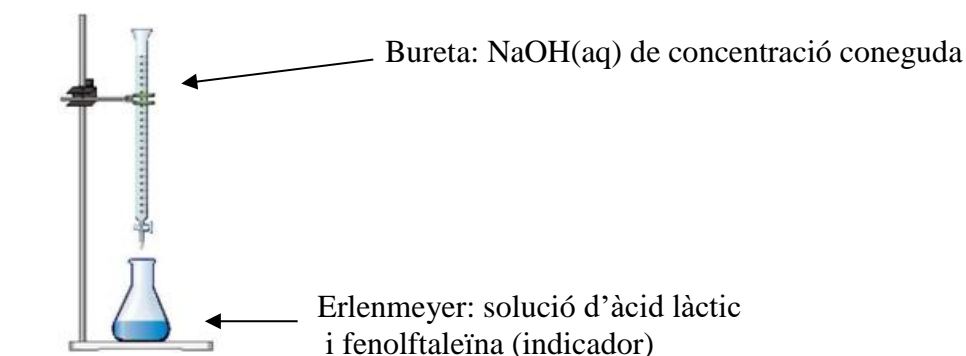 Bureta: NaOH(aq) de concentració coneguda
Erlenmeyer: solució d’àcid làctic
i fenolftaleïna (indicador)